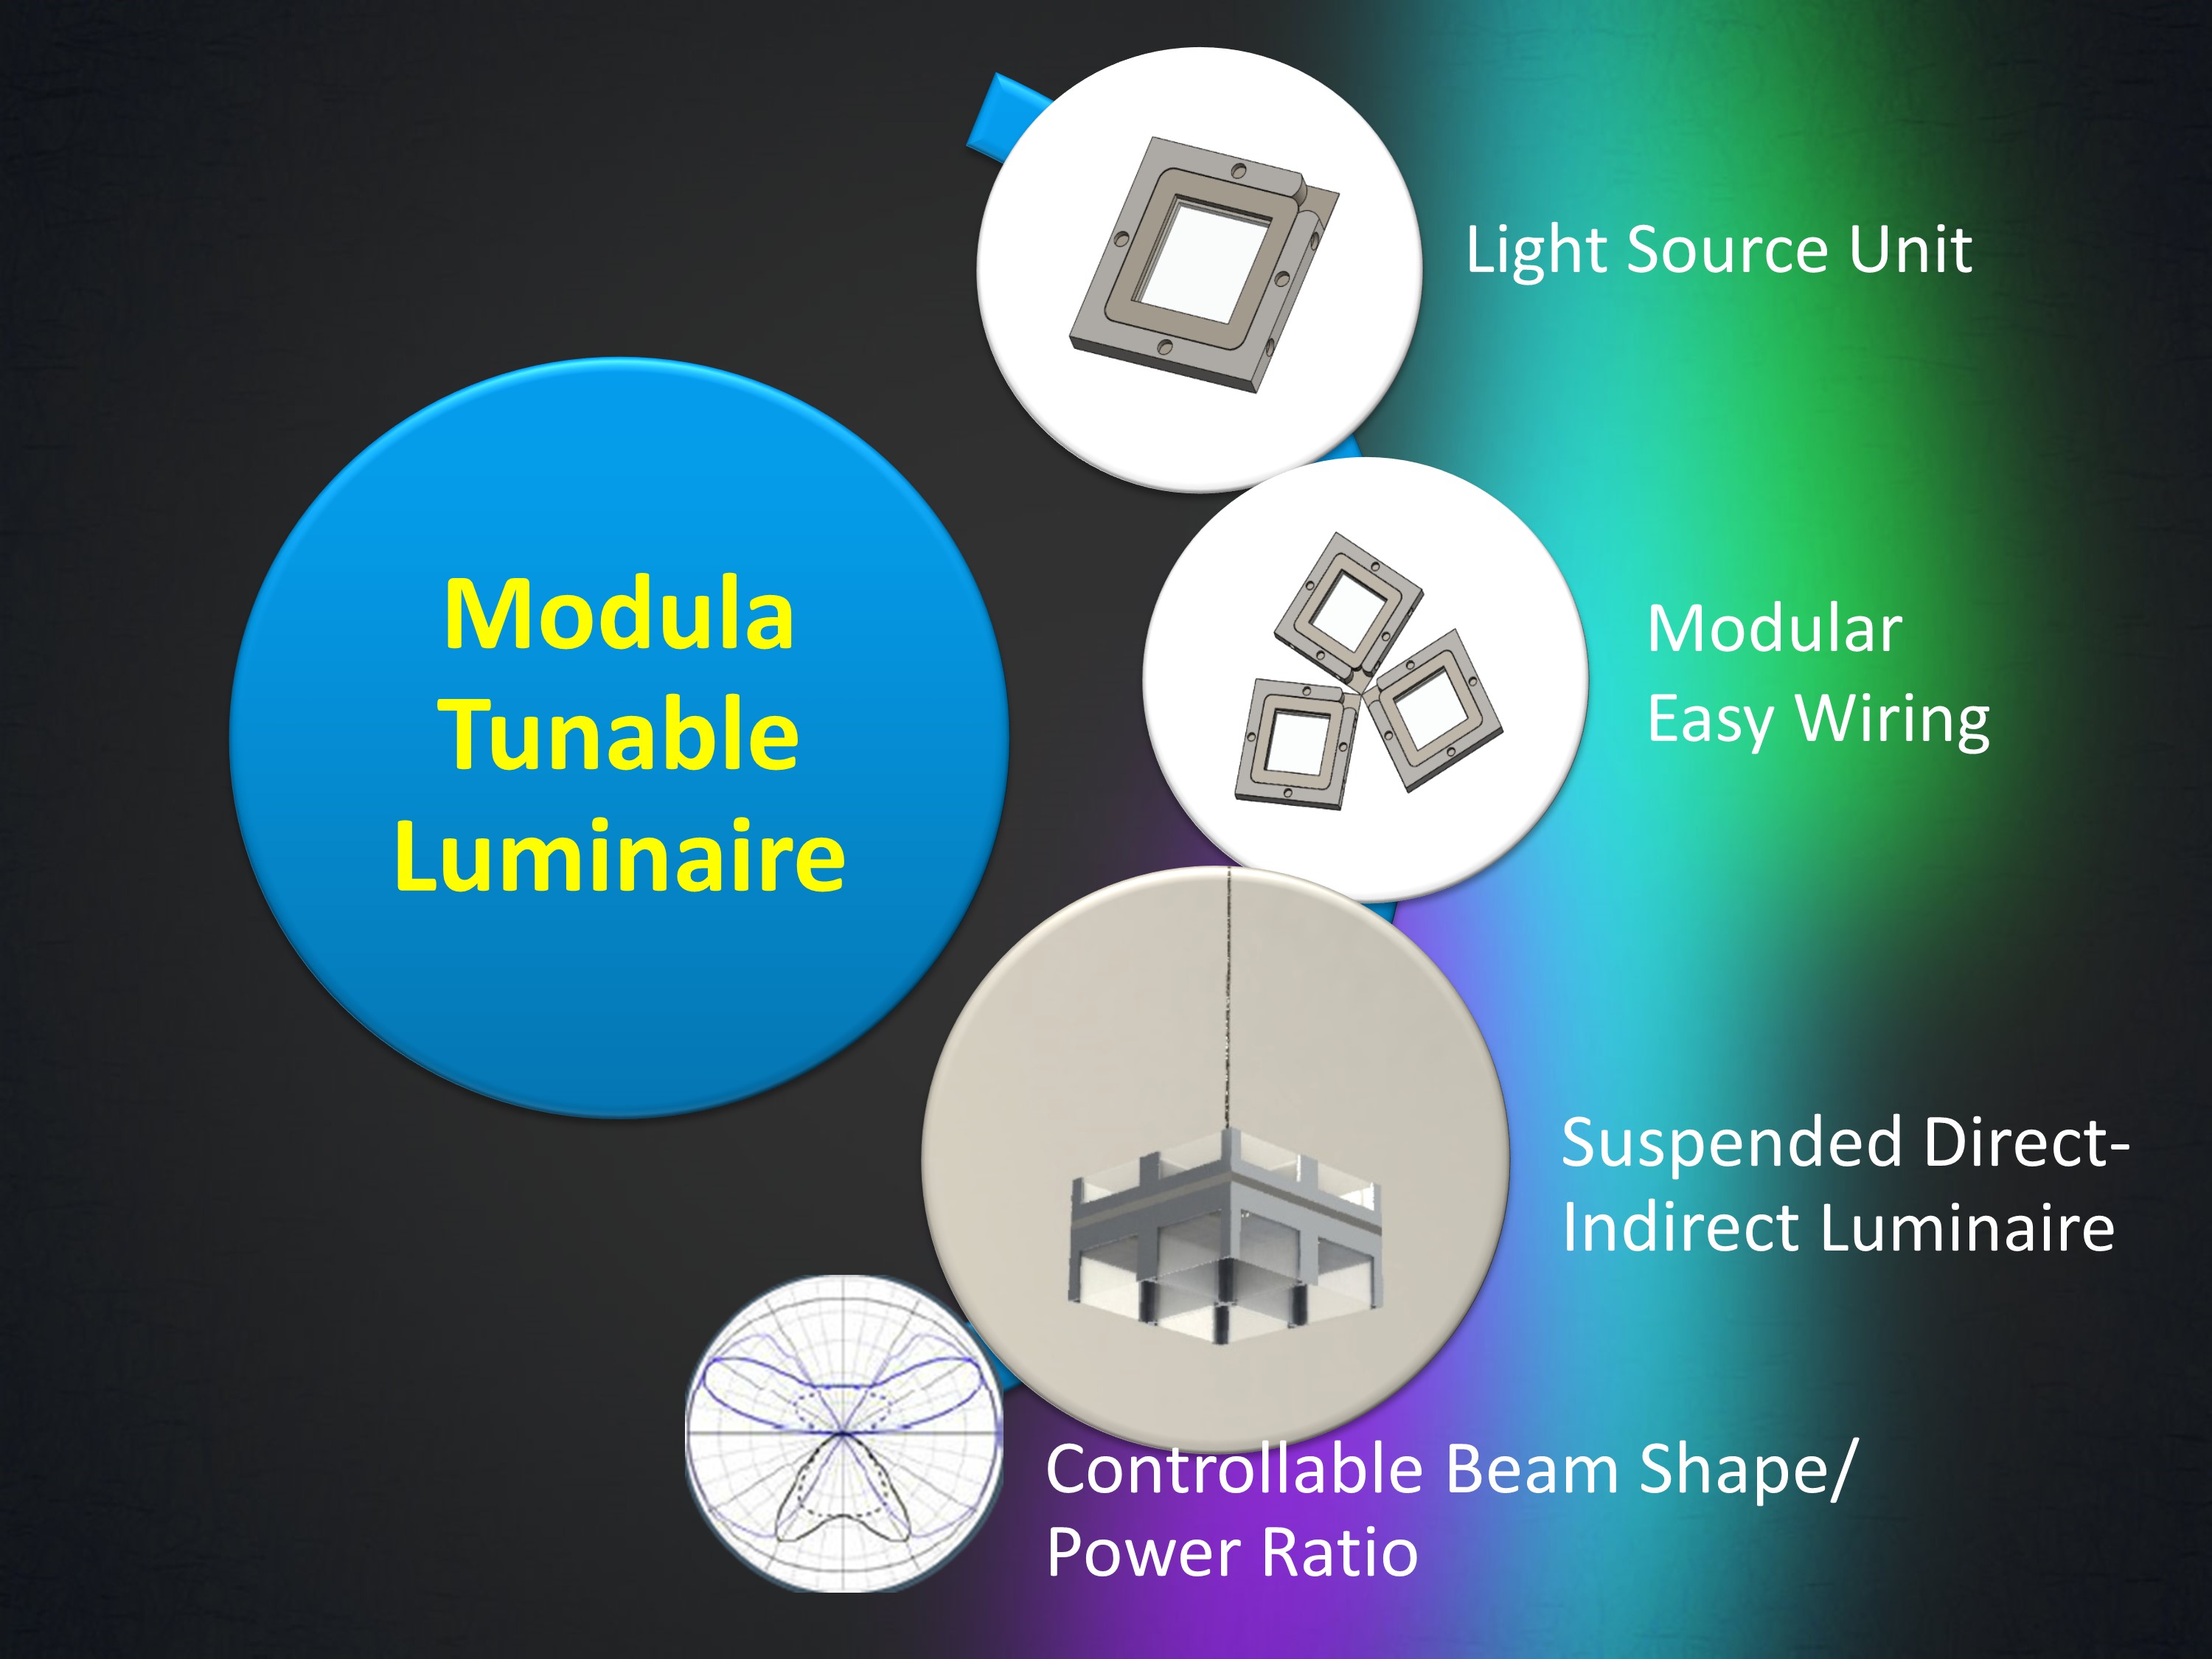 Modula
Tunable
Luminaire
Light Source Unit
Modular
Easy Wiring
Suspended Direct-
Indirect Luminaire
Controllable Beam Shape/
Power Ratio